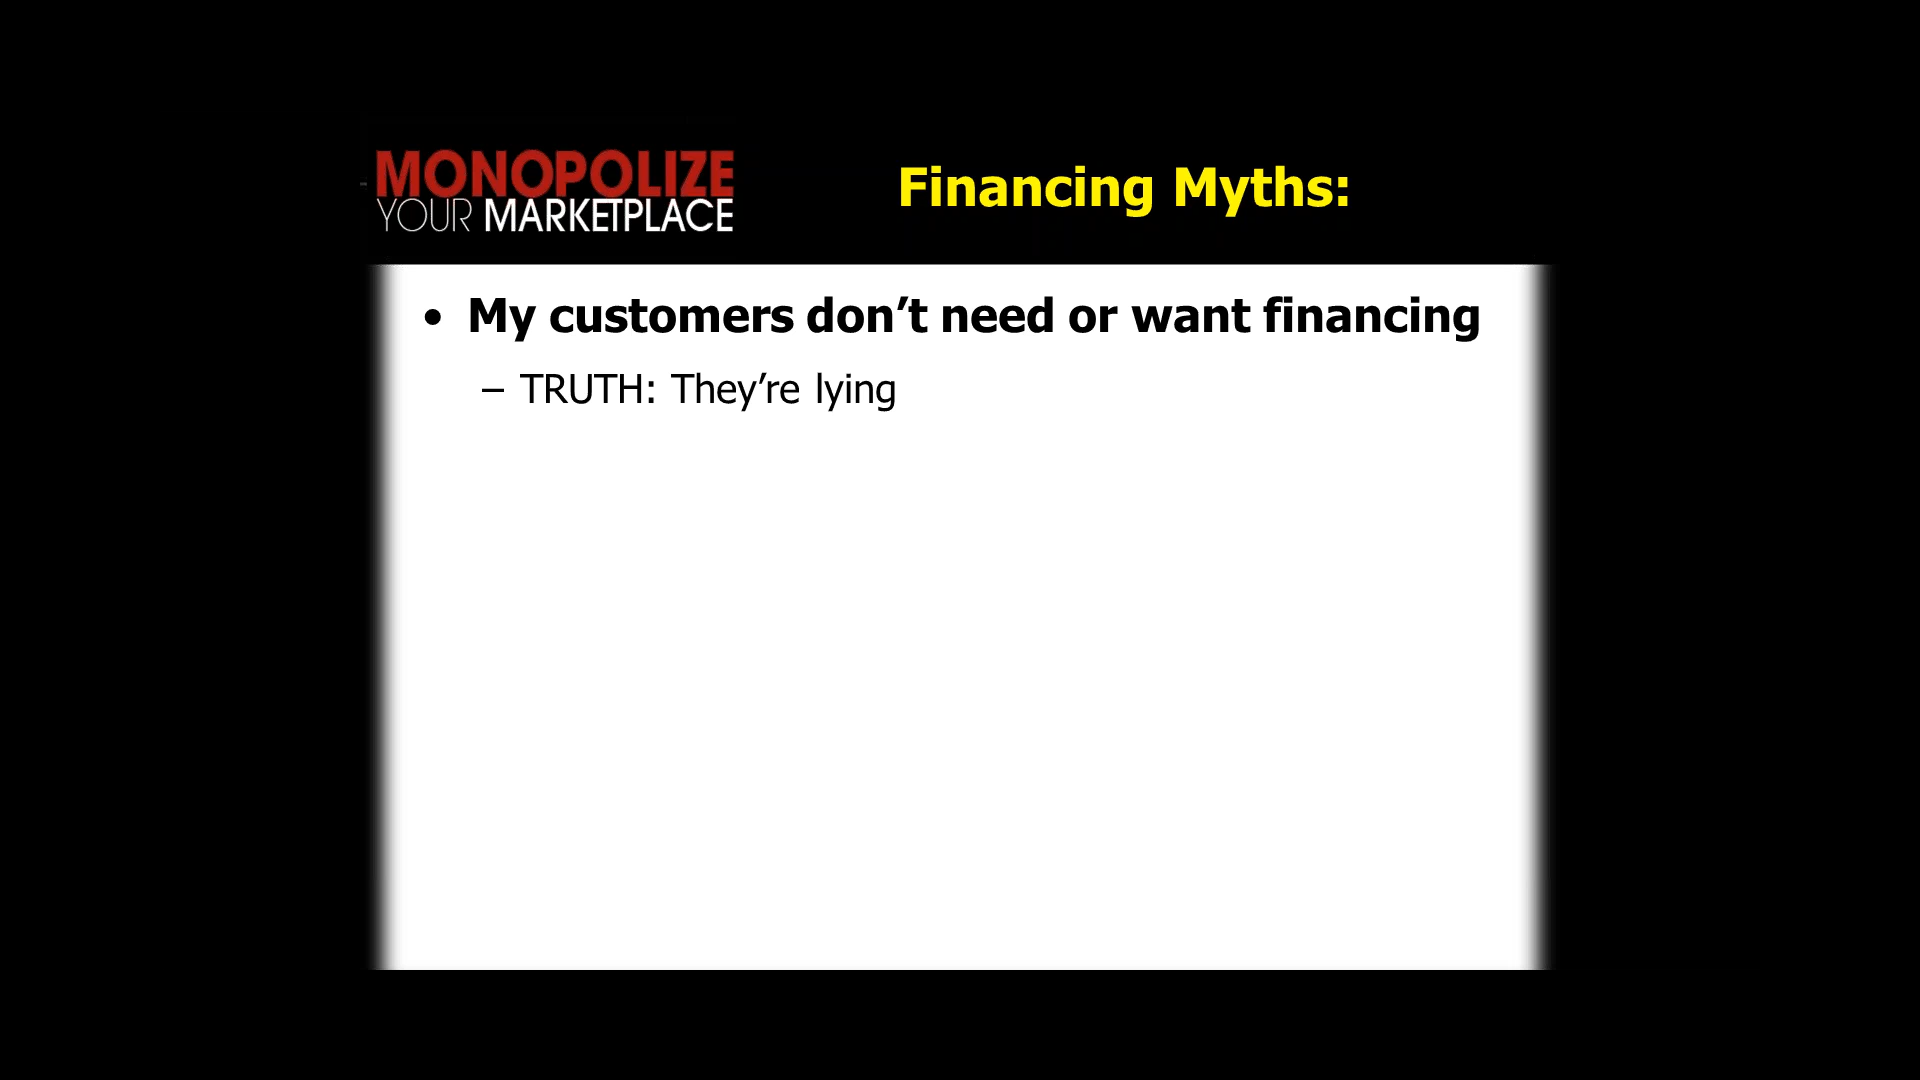 MONOPOLIZE
YOUR MARKETPLACE
Financing Myths:
• My customers don’t need or want financing
– TRUTH: They’re lying